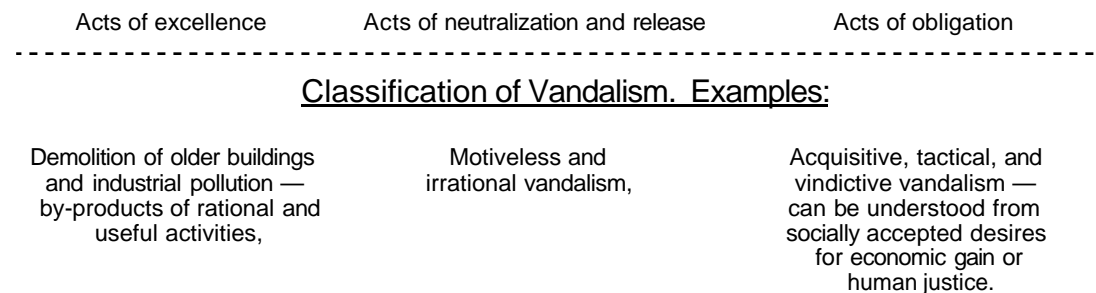 Acts of excellence
Acts of neutralization and release
Acts of obligation
Classification of Vandalism. Examples:
Demolition of older buildings
and industrial pollution —
by-products of rational and
useful activities,
Motiveless and
irrational vandalism,
Acquisitive, tactical, and
vindictive vandalism —
can be understood from
socially accepted desires
for economic gain or
human justice.